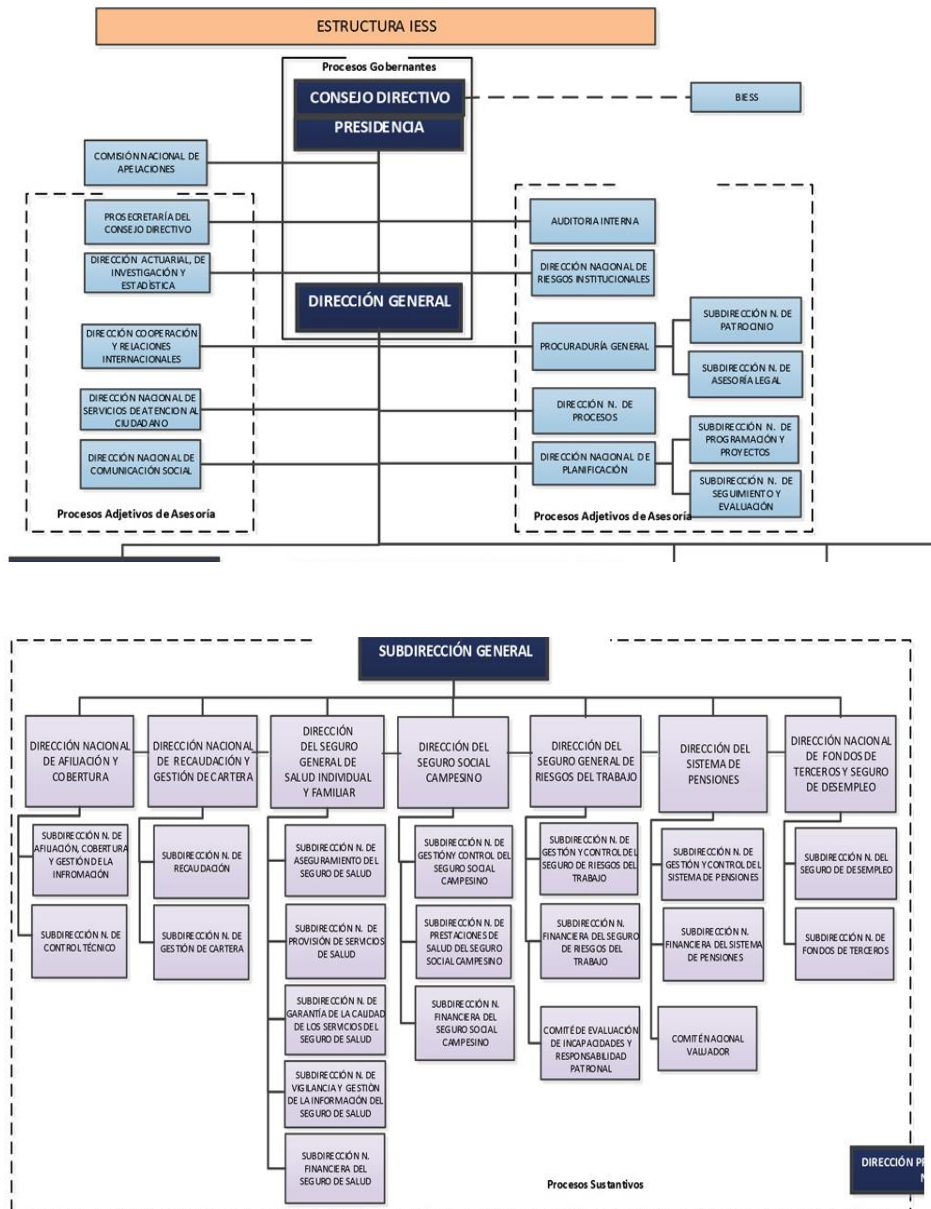 ESTRUCTURA IESS
Procesos Gobernantes
CONSEJO DIRECTIVO
PRESIDENCIA
BIESS
COMISIÓN NACIONAL DE
APELACIONES
PROSECRETARÍA DEL
CONSEJO DIRECTIVO
AUDITORIA INTERNA
DIRECCIÓN ACTUARIAL, DE
INVESTIGACIÓN Y
ESTADÍSTICA
DIRECCIÓN NACIONAL DE
RIESGOS INSTITUCIONALES
DIRECCIÓN GENERAL
DIRECCIÓN COOPERACIÓN
Y RELACIONES
INTERNACIONALES
PROCURADURÍA GENERAL
SUBDIRECCIÓN N. DE
PATROCINIO
SUBDIRECCIÓN N. DE
ASESORÍA LEGAL
DIRECCIÓN NACIONAL DE
SERVICIOS DE ATENCION AL
CIUDADANO
DIRECCIÓN N. DE
PROCESOS
DIRECCIÓN NACIONAL DE
COMUNICACIÓN SOCIAL
DIRECCIÓN NACIONAL DE
PLANIFICACIÓN
SUBDIRECCIÓN N. DE
PROGRAMACIÓN Y
PROYECTOS
SUBDIRECCIÓN N. DE
SEGUIMIENTO Y
EVALUACIÓN
Procesos Adjetivos de Asesoría
Procesos Adjetivos de Asesoría
SUBDIRECCIÓN GENERAL
DIRECCIÓN NACIONAL
DE AFILIACIÓN Y
COBERTURA
SUBDIRECCIÓN N. DE
AFILIACIÓN, COBERTURA
Y GESTIÓN DE LA
INFROMACIÓN
SUBDIRECCIÓN N. DE
CONTROL TÉCNICO
DIRECCIÓN NACIONAL
DE RECAUDACIÓN Y
GESTIÓN DE CARTERA
SUBDIRECCIÓN N. DE
RECAUDACIÓN
SUBDIRECCIÓN N. DE
GESTIÓN DE CARTERA
DIRECCIÓN
DEL SEGURO
GENERAL DE
SALUD INDIVIDUAL
Y FAMILIAR
SUBDIRECCIÓN N. DE
ASEGURAMIENTO DEL
SEGURO DE SALUD
SUBDIRECCIÓN N. DE
PROVISIÓN DE SERVICIOS
DE SALUD
SUBDIRECCIÓN N. DE
GARANTÍA DE LA CALIDAD
DE LOS SERVICIOS DEL
SEGURO DE SALUD
SUBDIRECCIÓN N. DE
VIGILANCIA Y GESTIÓN
DE LA INFORMACIÓN DEL
SEGURO DE SALUD
SUBDIRECCIÓN N.
FINANCIERA DEL
SEGURO DE SALUD
DIRECCIÓN DEL
SEGURO SOCIAL
CAMPESINO
SUBDIRECCIÓN N. DE
GESTIÓN Y CONTROL DEL
SEGURO SOCIAL
CAMPESINO
SUBDIRECCIÓN N. DE
PRESTACIONES DE
SALUD DEL SEGURO
SOCIAL CAMPESINO
SUBDIRECCIÓN N.
FINANCIERA DEL
SEGURO SOCIAL
CAMPESINO
DIRECCIÓN DEL
SEGURO GENERAL DE
RIESGOS DEL TRABAJO
SUBDIRECCIÓN N. DE
GESTIÓN Y CONTROL DEL
SEGURO DE RIESGOS DEL
TRABAJO
SUBDIRECCIÓN N.
FINANCIERA DEL SEGURO
DE RIESGOS DEL
TRABAJO
COMITÉ DE EVALUACIÓN
DE INCAPACIDADES Y
RESPONSABILIDAD
PATRONAL
DIRECCIÓN DEL
SISTEMA DE
PENSIONES
SUBDIRECCIÓN N. DE
GESTIÓN Y CONTROL DEL
SISTEMA DE PENSIONES
SUBDIRECCIÓN N.
FINANCIERA DEL SISTEMA
DE PENSIONES
COMITÉ NACIONAL
VALUADOR
DIRECCIÓN NACIONAL
DE FONDOS DE
TERCEROS Y SEGURO
DE DESEMPLEO
SUBDIRECCIÓN N. DEL
SEGURO DE DESEMPLEO
SUBDIRECCIÓN N. DE
FONDOS DE TERCEROS
Procesos Sustantivos
DIRECCIÓN